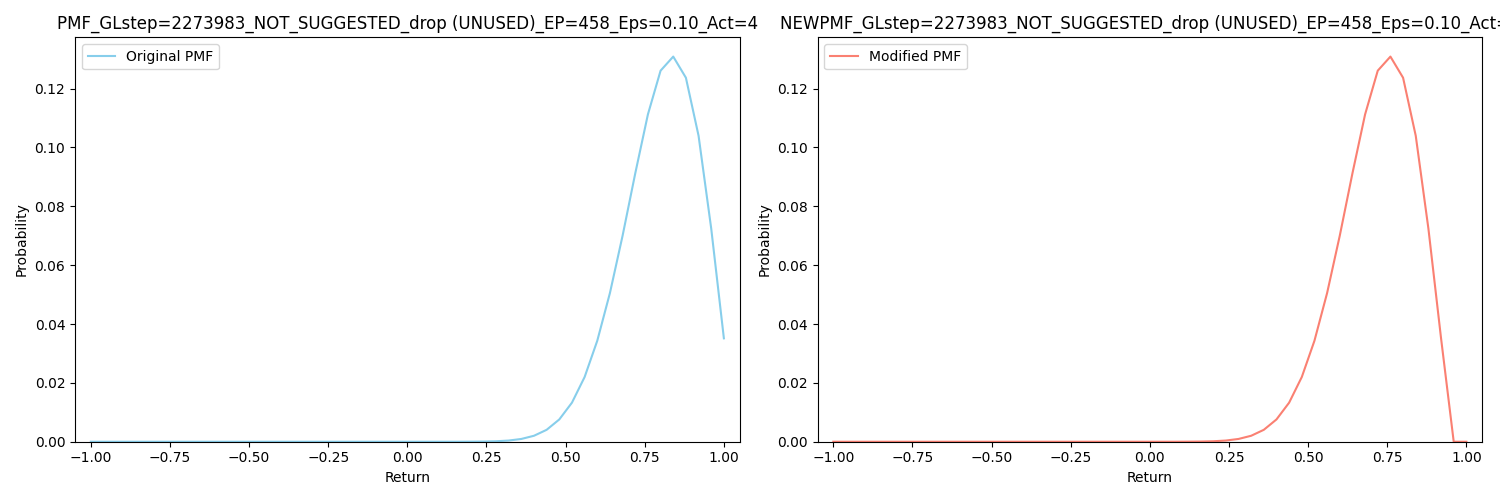 PMF_GLstep=2273983_NOT_SUGGESTED_drop (UNUSED)_EP=458_Eps=0.10_Act=4
Original PMF
0.12
0.10
0.08
0.06
0.04
0.02
0.00
Probability
−1.00 −0.75 −0.50 −0.25 0.00 0.25 0.50 0.75 1.00
Return
NEWPMF_GLstep=2273983_NOT_SUGGESTED_drop (UNUSED)_EP=458_Eps=0.10_Act=
Modified PMF
0.12
0.10
0.08
0.06
0.04
0.02
0.00
Probability
−1.00 −0.75 −0.50 −0.25 0.00 0.25 0.50 0.75 1.00
Return